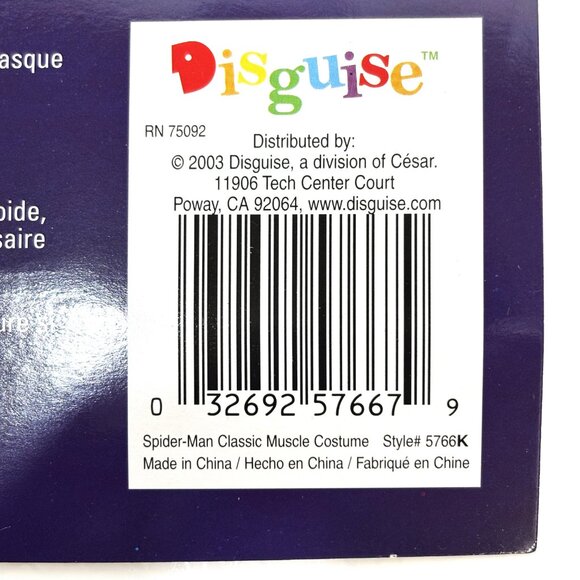 asque
Disguise™
RN 75092
Distributed by:
© 2003 Disguise, a division of César.
11906 Tech Center Court
Poway, CA 92064, www.disguise.com
oide,
saire
ure
0 32692 57667 9
Spider-Man Classic Muscle Costume Style# 5766K
Made in China / Hecho en China / Fabriqué en Chine